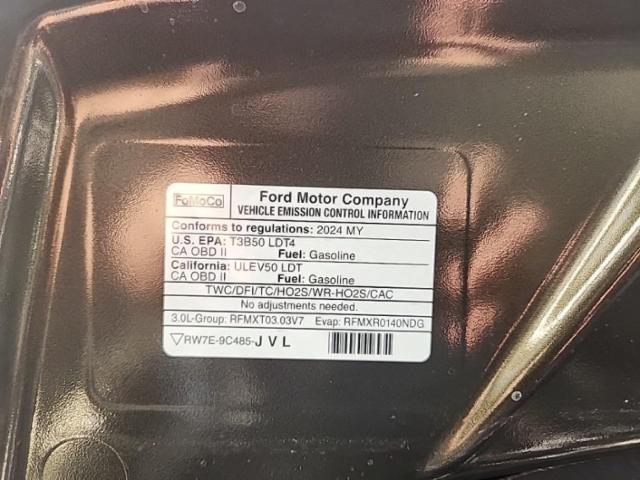 FoMoCo
Ford Motor Company
VEHICLE EMISSION CONTROL INFORMATION
Conforms to regulations: 2024 MY
U.S. EPA: T3B50 LDT4
CA OBD II Fuel: Gasoline
California: ULEV50 LDT
CA OBD II Fuel: Gasoline
TWC/DFI/TC/HO2S/WR-HO2S/CAC
No adjustments needed.
3.0L-Group: RFMXT03.03V7 Evap: RFMXR0140NDG
RW7E-9C485-J V L